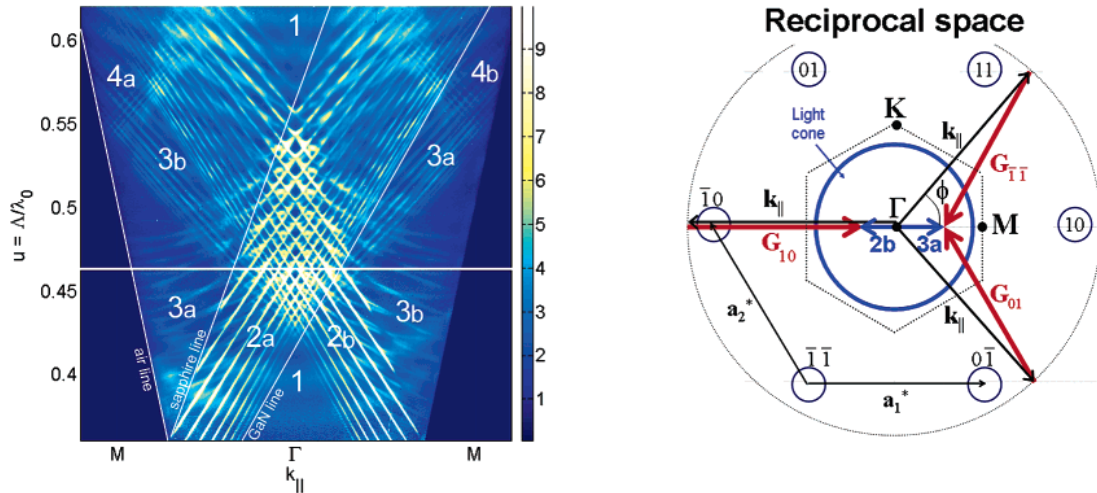 0.6
0.55
0.5
0.45
0.4
u = Λ/λ₀
1
4a
4b
3b
3a
3a
2a
2b
3b
1
air line
sapphire line
GaN line
M
Γ
M
k||
9
8
7
6
5
4
3
2
1
Reciprocal space
01
11
Light
cone
K
k||
G1̅1̅
ϕ
Γ
1̅0
k||
M
10
G10
2b
3a
G01
k||
a₂*
1̅1̅
01̅
a₁*